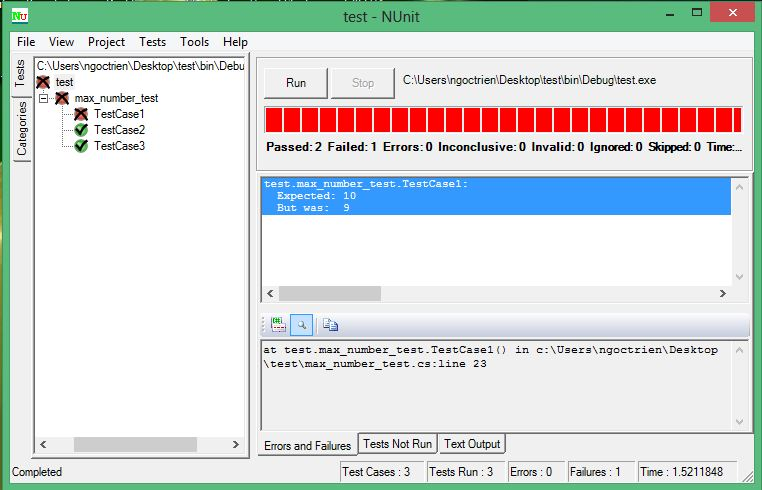 NU
test - NUnit
File View Project Tests Tools Help
Tests
Categories
C:\Users\ngoctrien\Desktop\test\bin\Debu
test
max_number_test
TestCase1
TestCase2
TestCase3
Run Stop C:\Users\ngoctrien\Desktop\test\bin\Debug\test.exe
Passed: 2 Failed: 1 Errors: 0 Inconclusive: 0 Invalid: 0 Ignored: 0 Skipped: 0 Time:...
test.max_number_test.TestCase1:
Expected: 10
But was: 9
at test.max_number_test.TestCase1() in c:\Users\ngoctrien\Desktop
\test\max_number_test.cs:line 23
Errors and Failures Tests Not Run Text Output
Completed Test Cases : 3 Tests Run : 3 Errors : 0 Failures : 1 Time : 1.5211848